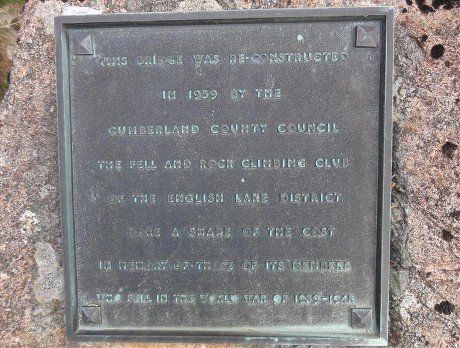 THIS BRIDGE WAS RE-CONSTRUCTED
IN 1959 BY THE
CUMBERLAND COUNTY COUNCIL
THE FELL AND ROCK CLIMBING CLUB
OF THE ENGLISH LAKE DISTRICT
BORE A SHARE OF THE COST
IN MEMORY OF THOSE OF ITS MEMBERS
WHO FELL IN THE WORLD WAR OF 1939-1945